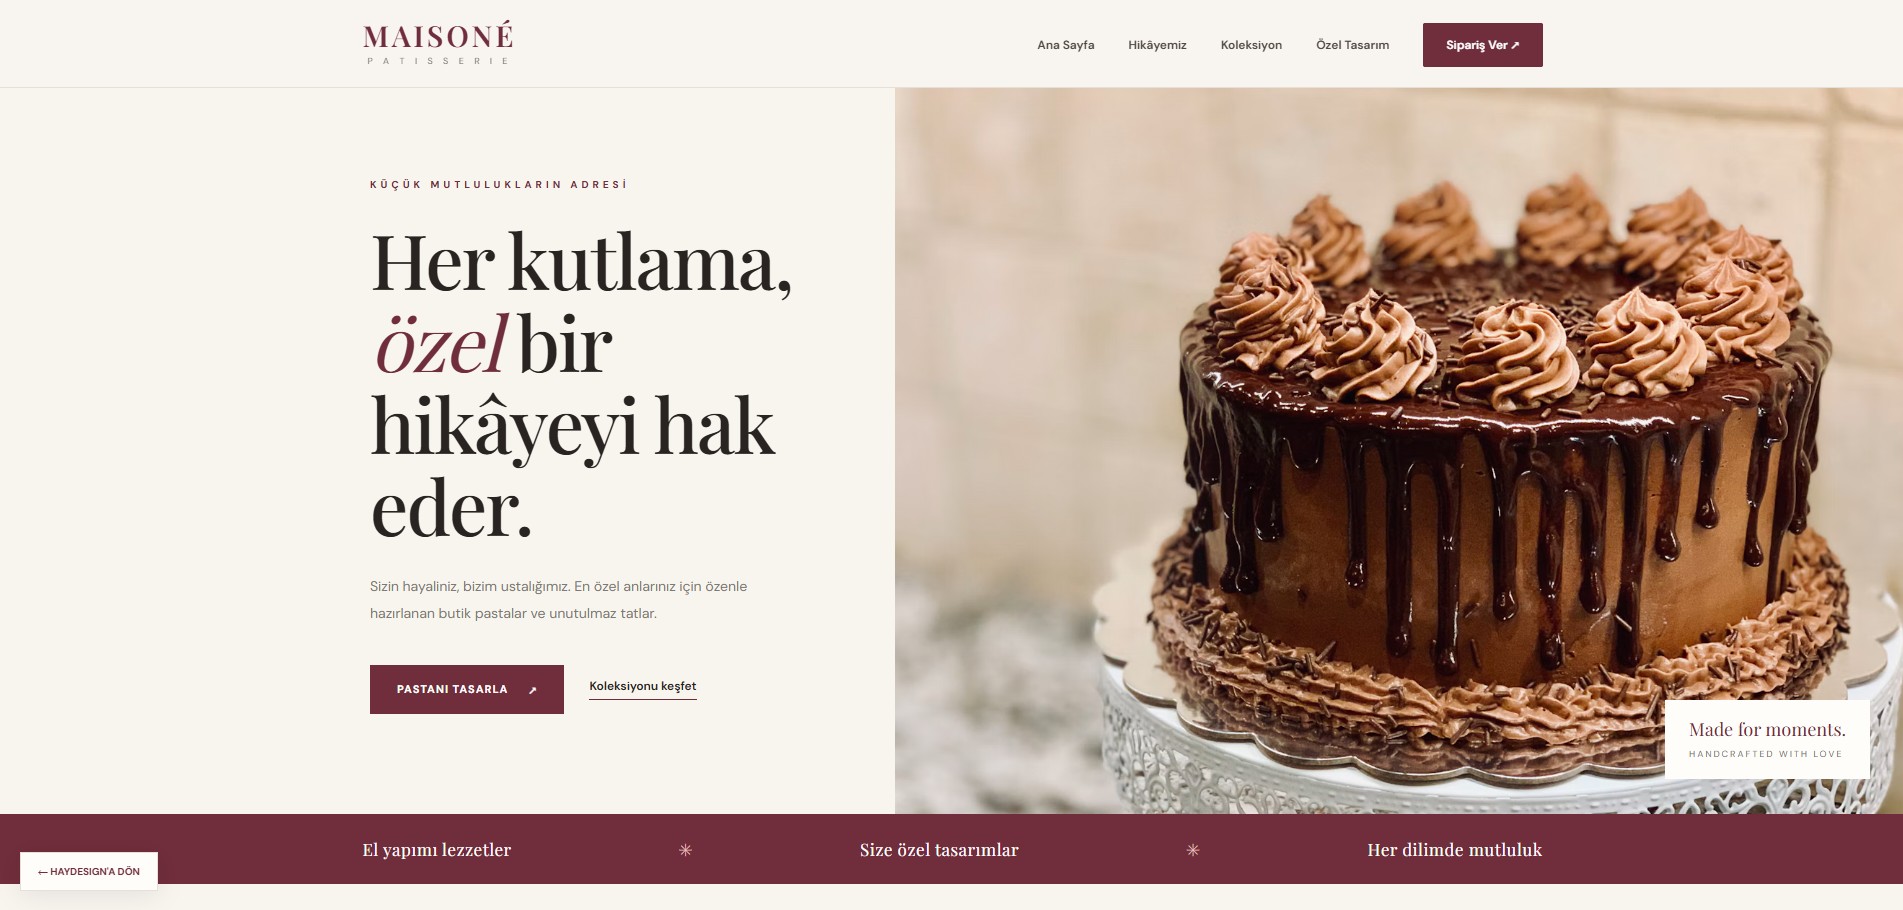 MAISONÉ
PATISSERIE
Ana Sayfa
Hikâyemiz
Koleksiyon
Özel Tasarım
Sipariş Ver ↗
KÜÇÜK MUTLULUKLARIN ADRESİ
Her kutlama,
özel bir
hikâyeyi hak
eder.
Sizin hayaliniz, bizim ustalığımız. En özel anlarınız için özenle
hazırlanan butik pastalar ve unutulmaz tatlar.
PASTANI TASARLA ↗
Koleksiyonu keşfet
Made for moments.
HANDCRAFTED WITH LOVE
El yapımı lezzetler
Size özel tasarımlar
Her dilimde mutluluk
← HAYDESIGN'A DÖN